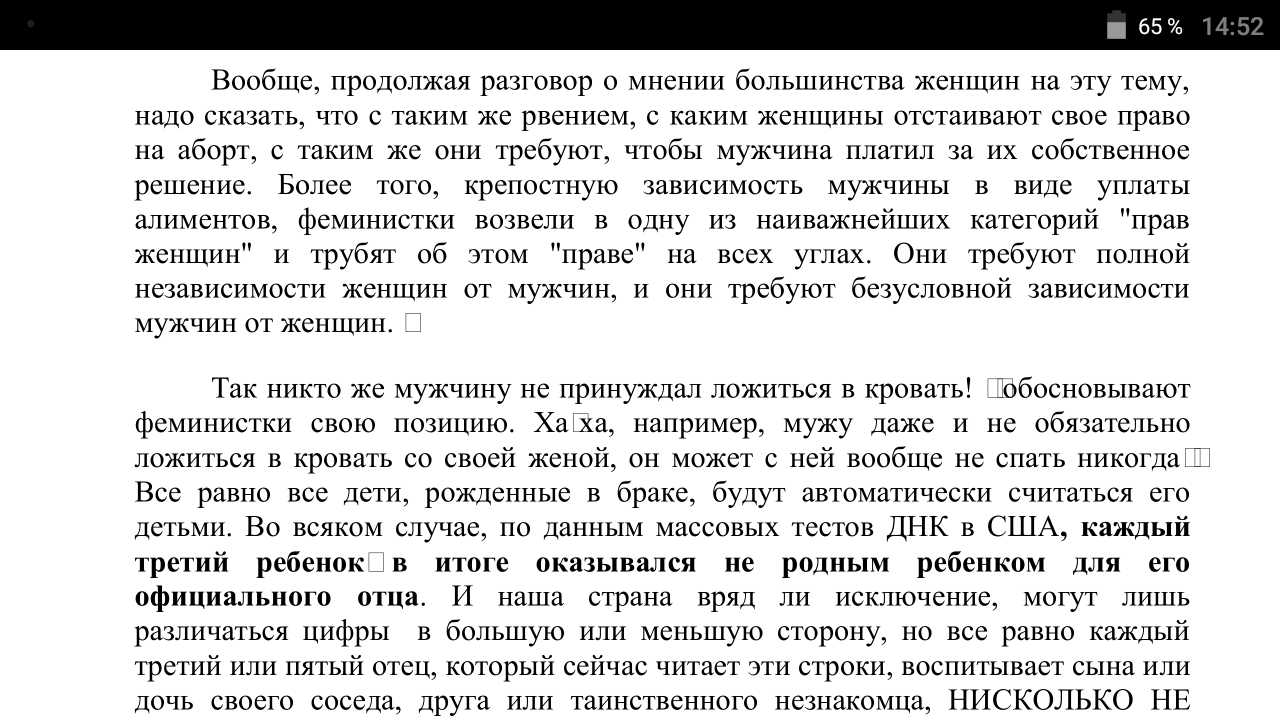 65 % 14:52
Вообще, продолжая разговор о мнении большинства женщин на эту тему,
надо сказать, что с таким же рвением, с каким женщины отстаивают свое право
на аборт, с таким же они требуют, чтобы мужчина платил за их собственное
решение. Более того, крепостную зависимость мужчины в виде уплаты
алиментов, феминистки возвели в одну из наиважнейших категорий "прав
женщин" и трубят об этом "праве" на всех углах. Они требуют полной
независимости женщин от мужчин, и они требуют безусловной зависимости
мужчин от женщин. □
Так никто же мужчину не принуждал ложиться в кровать! □□обосновывают
феминистки свою позицию. Ха□ха, например, мужу даже и не обязательно
ложиться в кровать со своей женой, он может с ней вообще не спать никогда□□
Все равно все дети, рожденные в браке, будут автоматически считаться его
детьми. Во всяком случае, по данным массовых тестов ДНК в США, каждый
третий ребенок□ в итоге оказывался не родным ребенком для его
официального отца. И наша страна вряд ли исключение, могут лишь
различаться цифры в большую или меньшую сторону, но все равно каждый
третий или пятый отец, который сейчас читает эти строки, воспитывает сына или
дочь своего соседа, друга или таинственного незнакомца, НИСКОЛЬКО НЕ